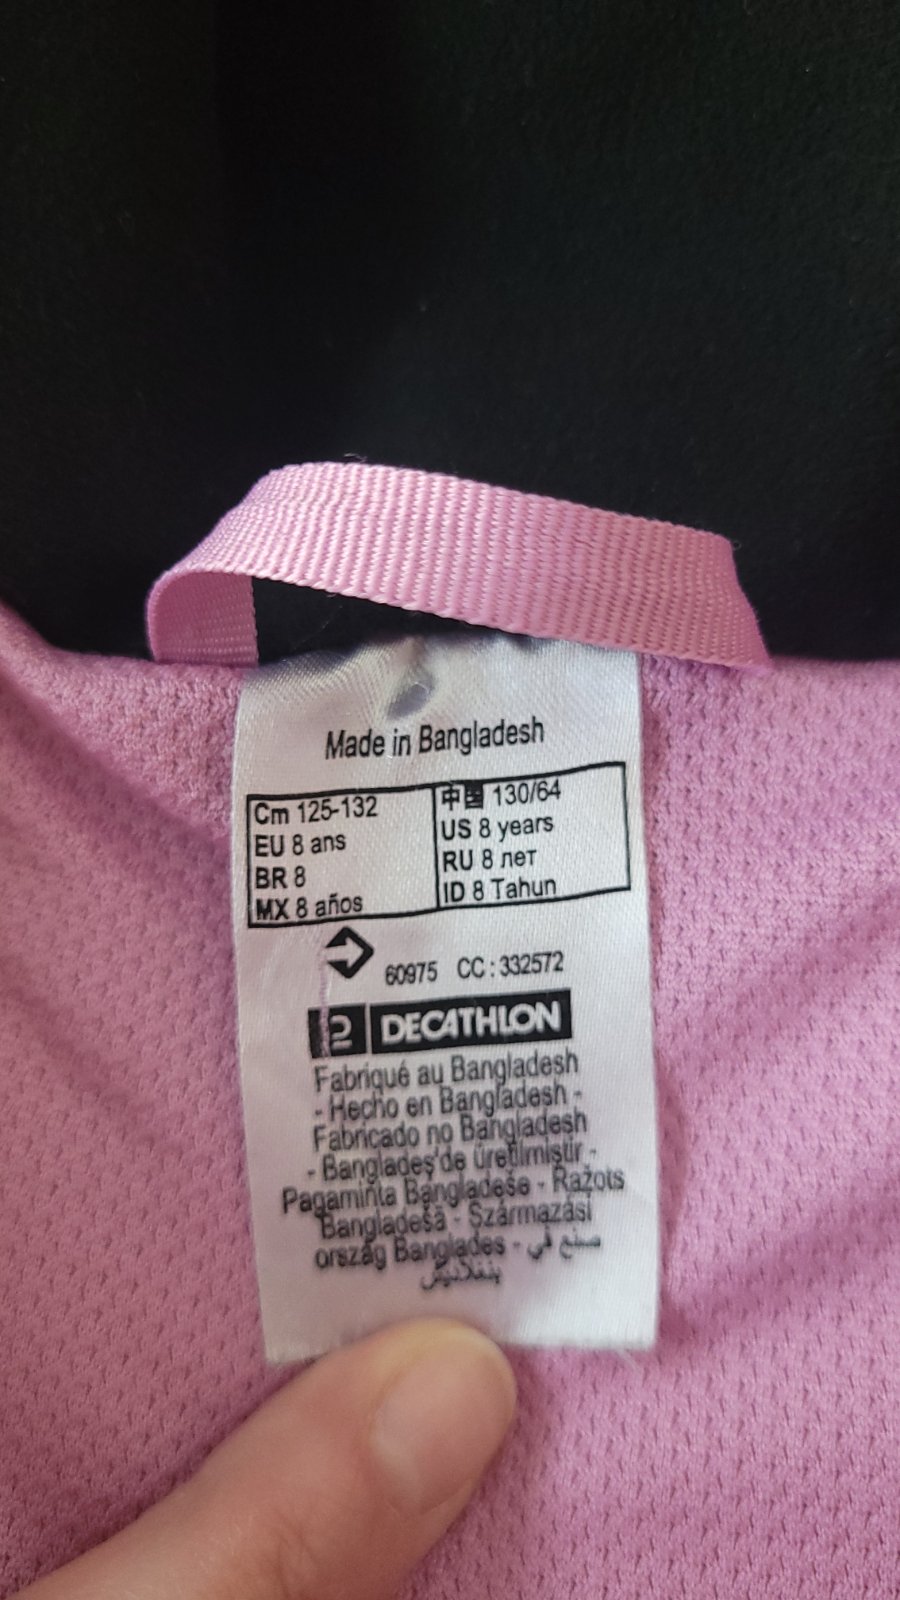 Made in Bangladesh
Cm 125-132
EU 8 ans
BR 8
MX 8 años
中国 130/64
US 8 years
RU 8 лет
ID 8 Tahun
60975 CC : 332572
DECATHLON
Fabriqué au Bangladesh
- Hecho en Bangladesh -
Fabricado no Bangladesh
- Bangladeş'de üretilmiştir -
Pagaminta Bangladeše - Ražots
Bangladešā - Származási
ország Banglades - صنع في
بنغلاديش